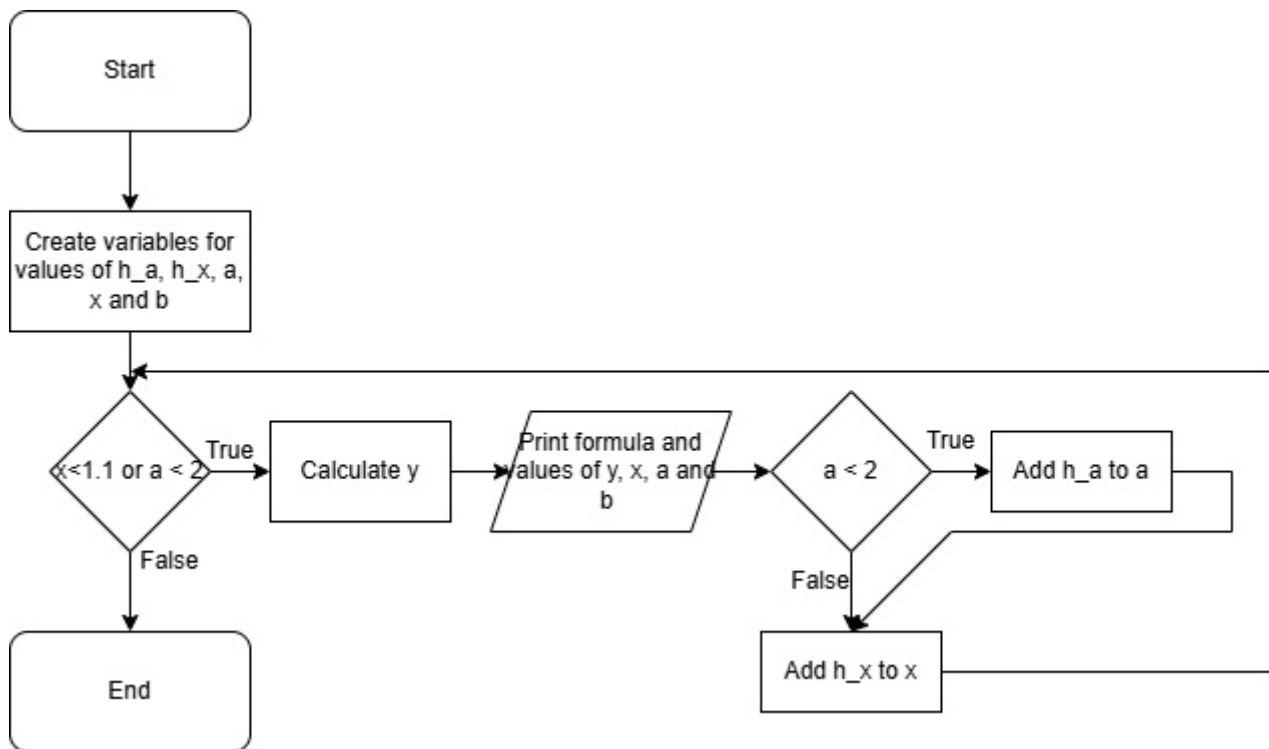 Start
Create variables for
values of h_a, h_x, a,
x and b
x<1.1 or a < 2
True
False
Calculate y
Print formula and
values of y, x, a and
b
a < 2
True
False
Add h_a to a
Add h_x to x
End